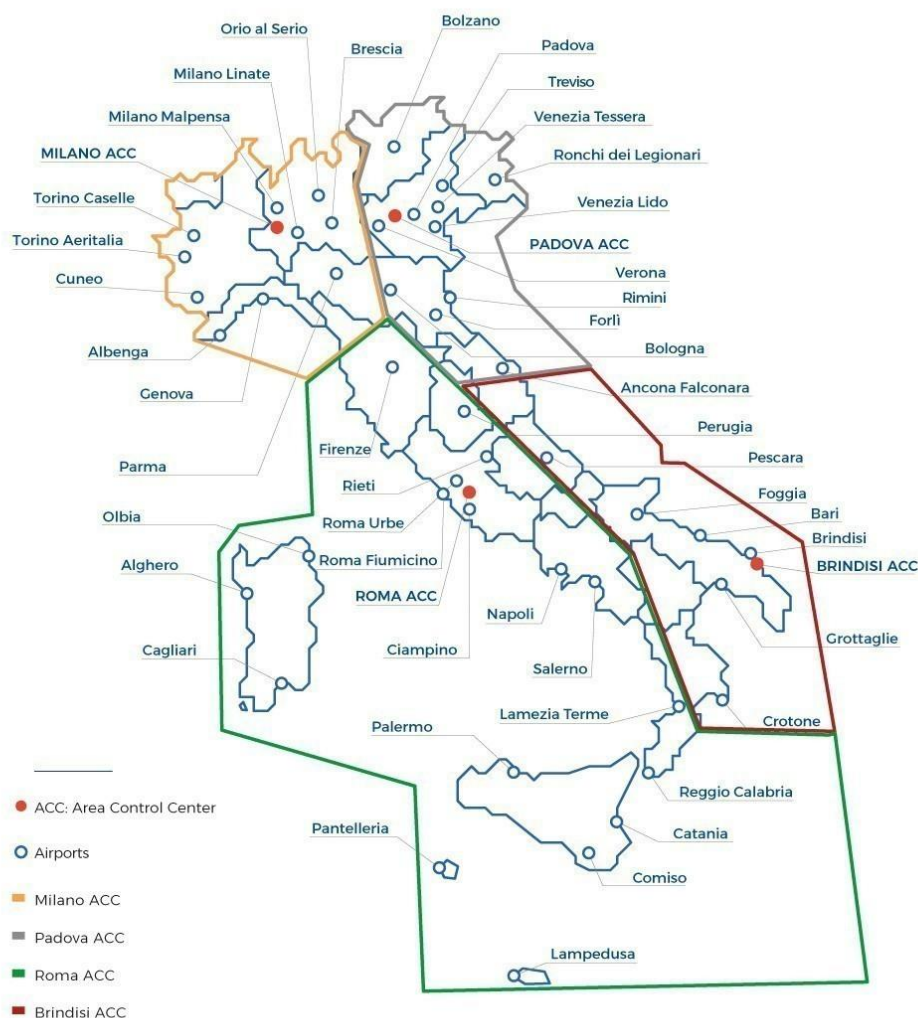 Bolzano
Orio al Serio
Padova
Brescia
Milano Linate
Treviso
Milano Malpensa
Venezia Tessera
MILANO ACC
Ronchi dei Legionari
Torino Caselle
Venezia Lido
Torino Aeritalia
PADOVA ACC
Cuneo
Verona
Rimini
Forlì
Albenga
Bologna
Genova
Ancona Falconara
Perugia
Firenze
Parma
Pescara
Rieti
Foggia
Olbia
Roma Urbe
Bari
Brindisi
Roma Fiumicino
Alghero
BRINDISI ACC
ROMA ACC
Napoli
Grottaglie
Cagliari
Ciampino
Salerno
Lamezia Terme
Crotone
Palermo
Reggio Calabria
ACC: Area Control Center
Pantelleria
Catania
Airports
Comiso
Milano ACC
Padova ACC
Lampedusa
Roma ACC
Brindisi ACC